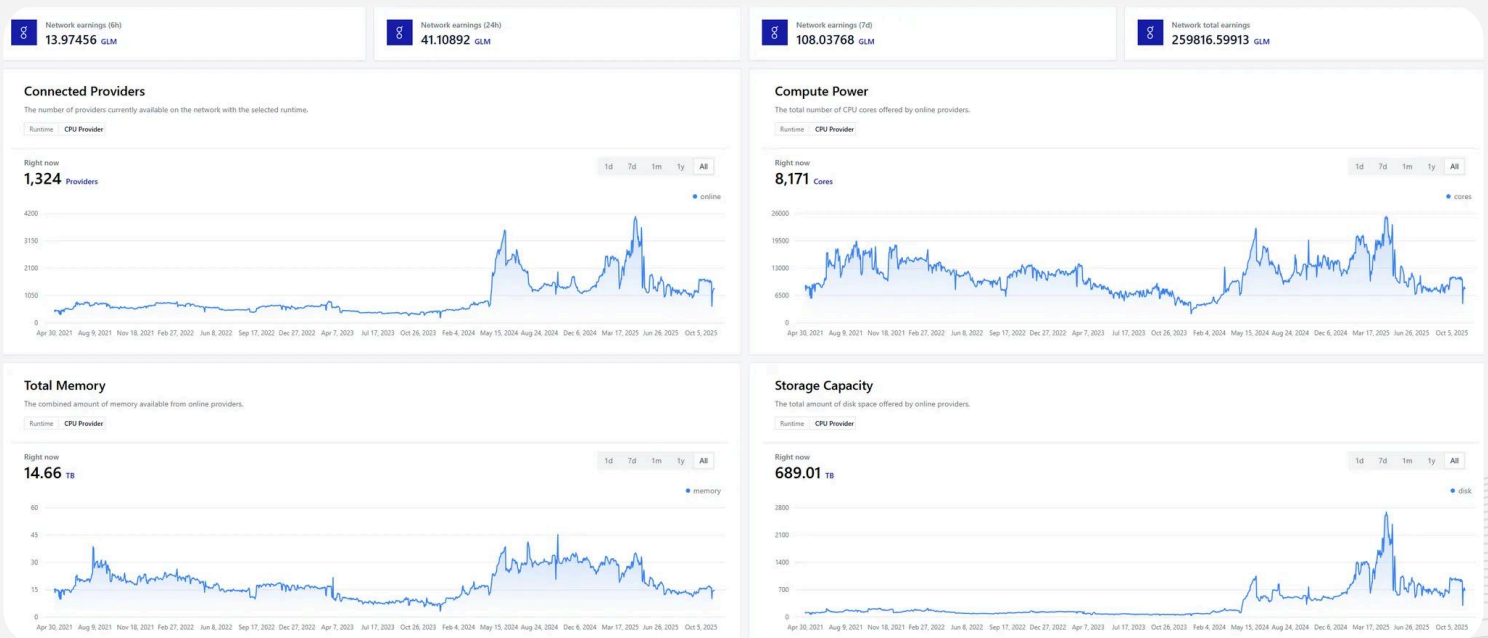 Network earnings (6h)
13.97456 GLM
Network earnings (24h)
41.10892 GLM
Network earnings (7d)
108.03768 GLM
Network total earnings
259816.59913 GLM
Connected Providers
The number of providers currently available on the network with the selected runtime.
Runtime CPU Provider
Right now
1,324 Providers
1d 7d 1m 1y All
online
4200
3150
2100
1050
0
Apr 30, 2021 Aug 9, 2021 Nov 18, 2021 Feb 27, 2022 Jun 8, 2022 Sep 17, 2022 Dec 27, 2022 Apr 7, 2023 Jul 17, 2023 Oct 26, 2023 Feb 4, 2024 May 15, 2024 Aug 24, 2024 Dec 6, 2024 Mar 17, 2025 Jun 26, 2025 Oct 5, 2025
Compute Power
The total number of CPU cores offered by online providers.
Runtime CPU Provider
Right now
8,171 Cores
1d 7d 1m 1y All
cores
26000
19500
13000
6500
0
Apr 30, 2021 Aug 9, 2021 Nov 18, 2021 Feb 27, 2022 Jun 8, 2022 Sep 17, 2022 Dec 27, 2022 Apr 7, 2023 Jul 17, 2023 Oct 26, 2023 Feb 4, 2024 May 15, 2024 Aug 24, 2024 Dec 6, 2024 Mar 17, 2025 Jun 26, 2025 Oct 5, 2025
Total Memory
The combined amount of memory available from online providers.
Runtime CPU Provider
Right now
14.66 TB
1d 7d 1m 1y All
memory
60
45
30
15
0
Apr 30, 2021 Aug 9, 2021 Nov 18, 2021 Feb 27, 2022 Jun 8, 2022 Sep 17, 2022 Dec 27, 2022 Apr 7, 2023 Jul 17, 2023 Oct 26, 2023 Feb 4, 2024 May 15, 2024 Aug 24, 2024 Dec 6, 2024 Mar 17, 2025 Jun 26, 2025 Oct 5, 2025
Storage Capacity
The total amount of disk space offered by online providers.
Runtime CPU Provider
Right now
689.01 TB
1d 7d 1m 1y All
disk
2800
2100
1400
700
0
Apr 30, 2021 Aug 9, 2021 Nov 18, 2021 Feb 27, 2022 Jun 8, 2022 Sep 17, 2022 Dec 27, 2022 Apr 7, 2023 Jul 17, 2023 Oct 26, 2023 Feb 4, 2024 May 15, 2024 Aug 24, 2024 Dec 6, 2024 Mar 17, 2025 Jun 26, 2025 Oct 5, 2025